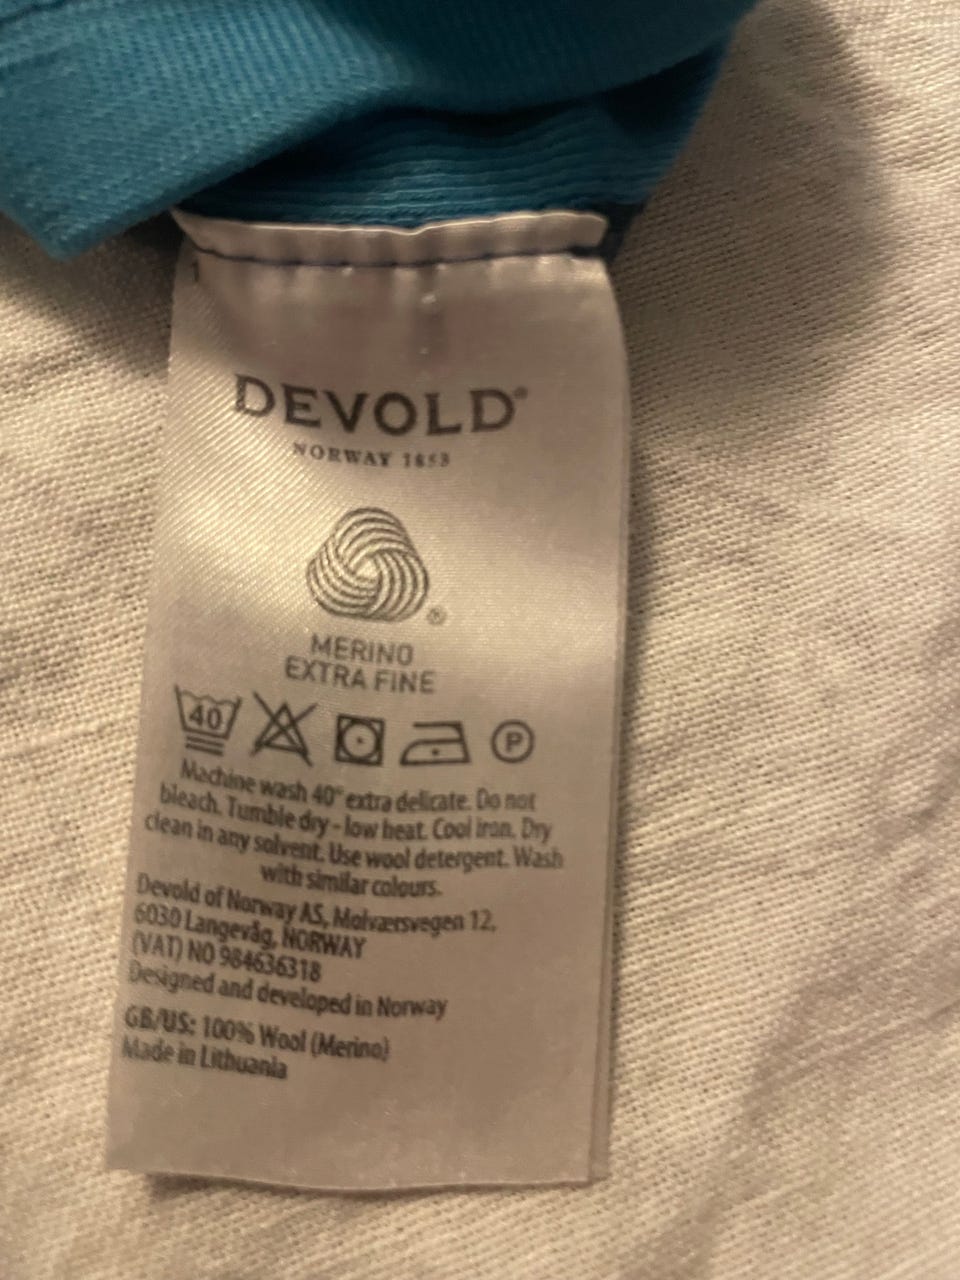 DEVOLD®
NORWAY 1853
®
MERINO
EXTRA FINE
40
P
Machine wash 40° extra delicate. Do not
bleach. Tumble dry - low heat. Cool iron. Dry
clean in any solvent. Use wool detergent. Wash
with similar colours.
Devold of Norway AS, Molværsvegen 12,
6030 Langevåg, NORWAY
(VAT) NO 984636318
Designed and developed in Norway
GB/US: 100% Wool (Merino)
Made in Lithuania